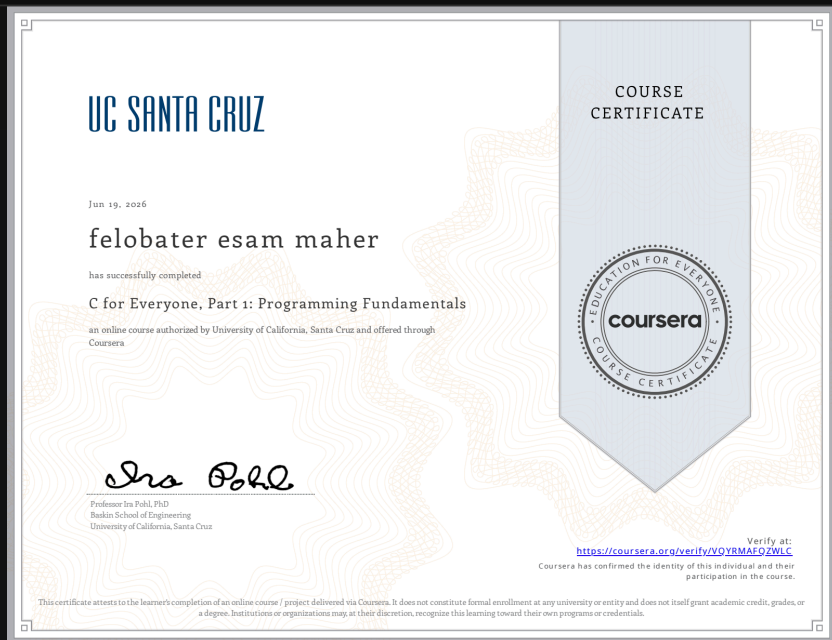 UC SANTA CRUZ
COURSE
CERTIFICATE
Jun 19, 2026
felobater esam maher
has successfully completed
C for Everyone, Part 1: Programming Fundamentals
an online course authorized by University of California, Santa Cruz and offered through
Coursera
EDUCATION FOR EVERYONE
coursera
COURSE CERTIFICATE
Ira Pohl
Professor Ira Pohl, PhD
Baskin School of Engineering
University of California, Santa Cruz
Verify at:
https://coursera.org/verify/VQYRMAFQZWLC
Coursera has confirmed the identity of this individual and their
participation in the course.
This certificate attests to the learner's completion of an online course / project delivered via Coursera. It does not constitute formal enrollment at any university or entity and does not itself grant academic credit, grades, or
a degree. Institutions or organizations may, at their discretion, recognize this learning toward their own programs or credentials.